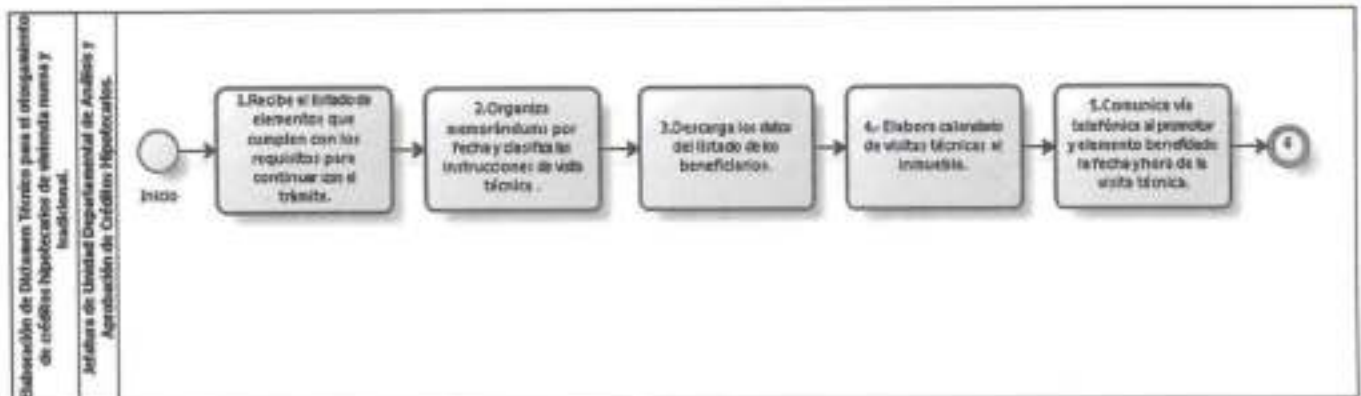 Elaboración de Dictamen Técnico para el otorgamiento
de créditos hipotecarios de vivienda nueva y
tradicional.
Jefatura de Unidad Departamental de Análisis y
Aprobación de Créditos Hipotecarios.
Inicio
1.Recibe el listado de
elementos que
cumplen con los
requisitos para
continuar con el
trámite.
2.Organiza
memorándums por
fecha y clasifica las
instrucciones de visita
técnica .
3.Descarga los datos
del listado de los
beneficiarios.
4.- Elabora calendario
de visitas técnicas al
inmueble.
5.Comunica vía
telefónica al promotor
y elemento beneficiado
la fecha y hora de la
visita técnica.